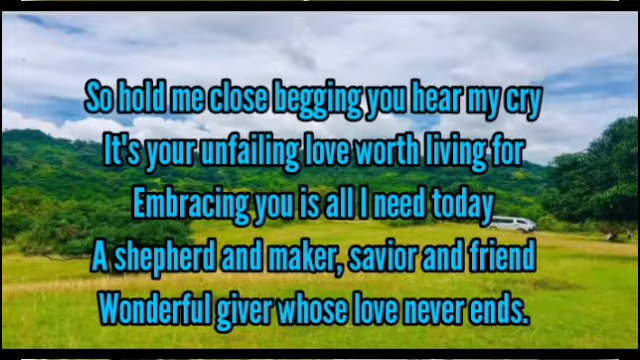 So hold me close begging you hear my cry
It's your unfailing love worth living for
Embracing you is all I need today
A shepherd and maker, savior and friend
Wonderful giver whose love never ends.